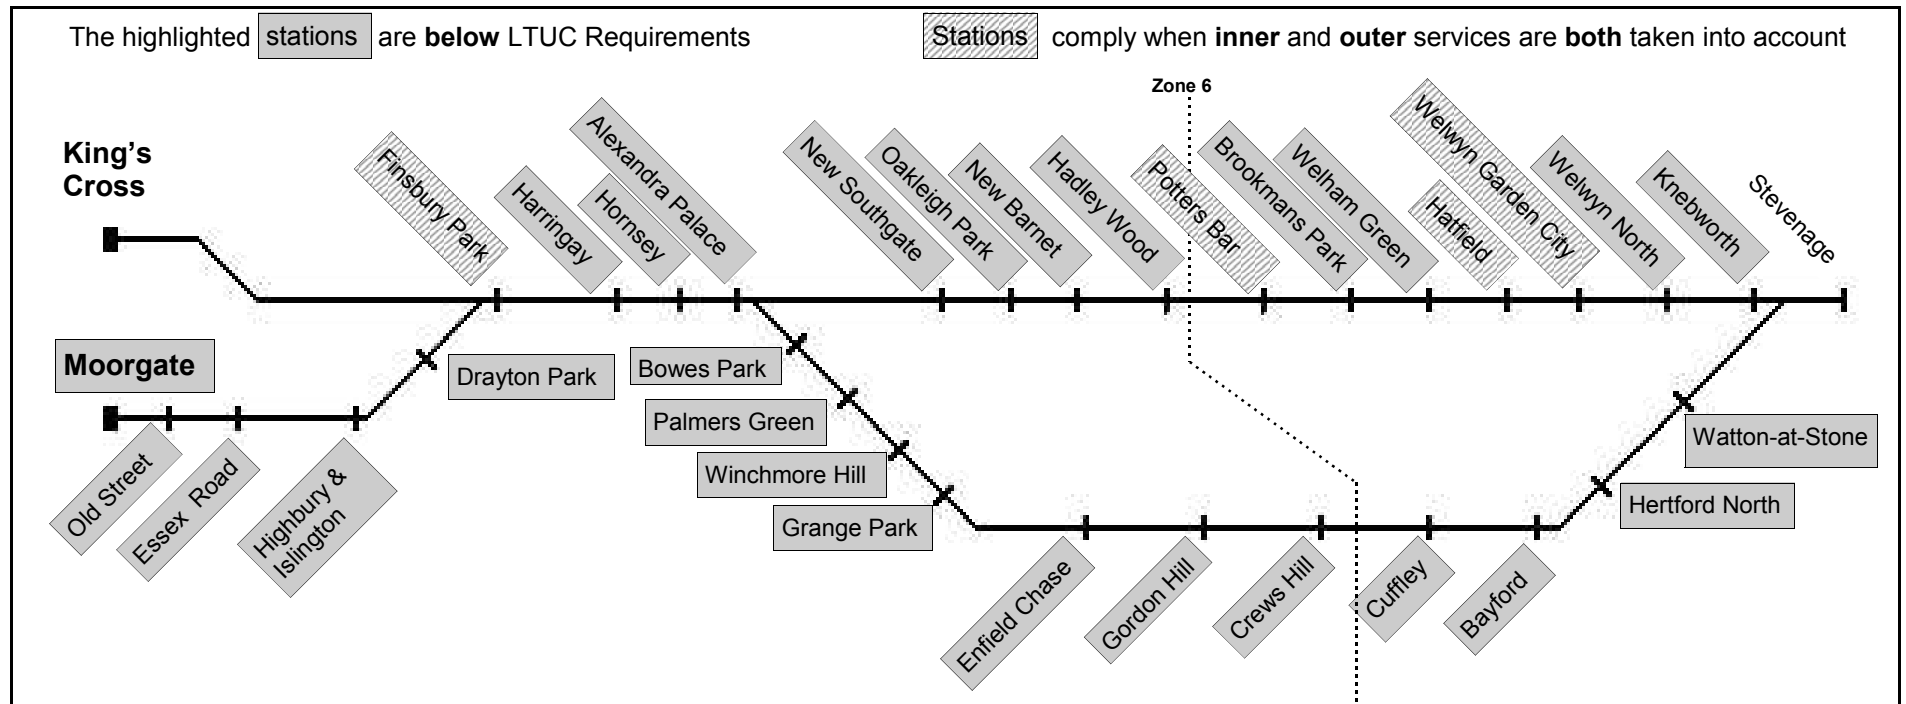 The highlighted stations are below LTUC Requirements
Stations comply when inner and outer services are both taken into account
Zone 6
King's
Cross
Finsbury Park
Harringay
Hornsey
Alexandra Palace
New Southgate
Oakleigh Park
New Barnet
Hadley Wood
Potters Bar
Brookmans Park
Welham Green
Hatfield
Welwyn Garden City
Welwyn North
Knebworth
Stevenage
Moorgate
Drayton Park
Bowes Park
Palmers Green
Winchmore Hill
Grange Park
Watton-at-Stone
Hertford North
Old Street
Essex Road
Highbury &
Islington
Enfield Chase
Gordon Hill
Crews Hill
Cuffley
Bayford